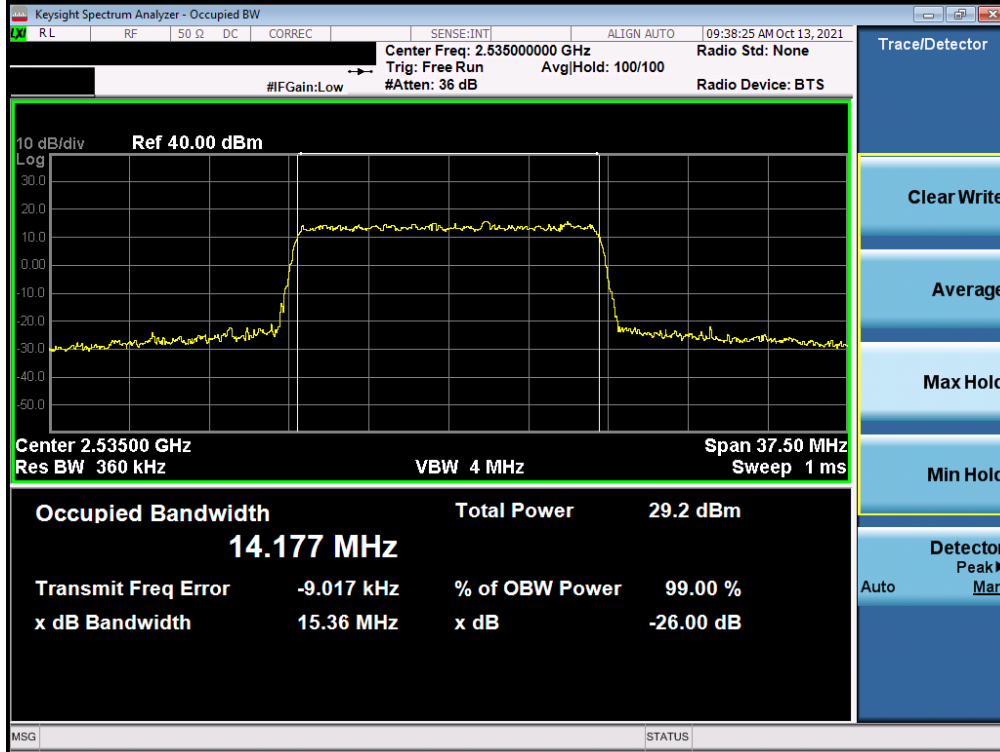 Keysight Spectrum Analyzer - Occupied BW
LXI RL RF 50 Ω DC CORREC SENSE:INT ALIGN AUTO 09:38:25 AM Oct 13, 2021
Center Freq: 2.535000000 GHz Radio Std: None
Trig: Free Run Avg|Hold: 100/100
#IFGain:Low #Atten: 36 dB Radio Device: BTS
Trace/Detector
10 dB/div Ref 40.00 dBm
Log
30.0
20.0
10.0
0.00
-10.0
-20.0
-30.0
-40.0
-50.0
Center 2.53500 GHz Span 37.50 MHz
Res BW 360 kHz VBW 4 MHz Sweep 1 ms
Occupied Bandwidth Total Power 29.2 dBm
14.177 MHz
Transmit Freq Error -9.017 kHz % of OBW Power 99.00 %
x dB Bandwidth 15.36 MHz x dB -26.00 dB
Clear Write
Average
Max Hold
Min Hold
Detector
Peak▶
Auto Man
MSG STATUS